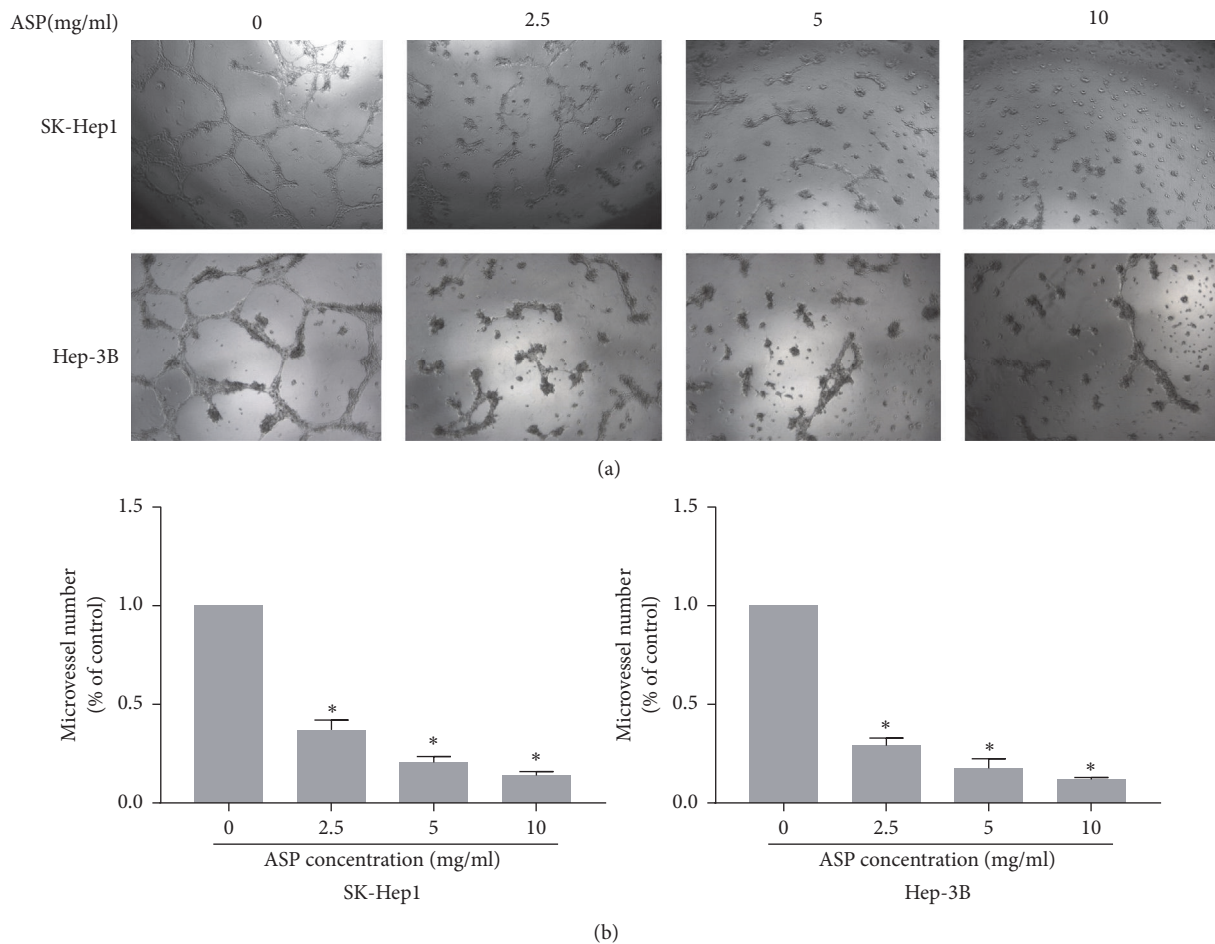 ASP(mg/ml) 0 2.5 5 10
SK-Hep1
Hep-3B
(a)
Microvessel number
(% of control)
1.5
1.0
0.5
0.0
* * *
0 2.5 5 10
ASP concentration (mg/ml)
SK-Hep1
Microvessel number
(% of control)
1.5
1.0
0.5
0.0
* * *
0 2.5 5 10
ASP concentration (mg/ml)
Hep-3B
(b)